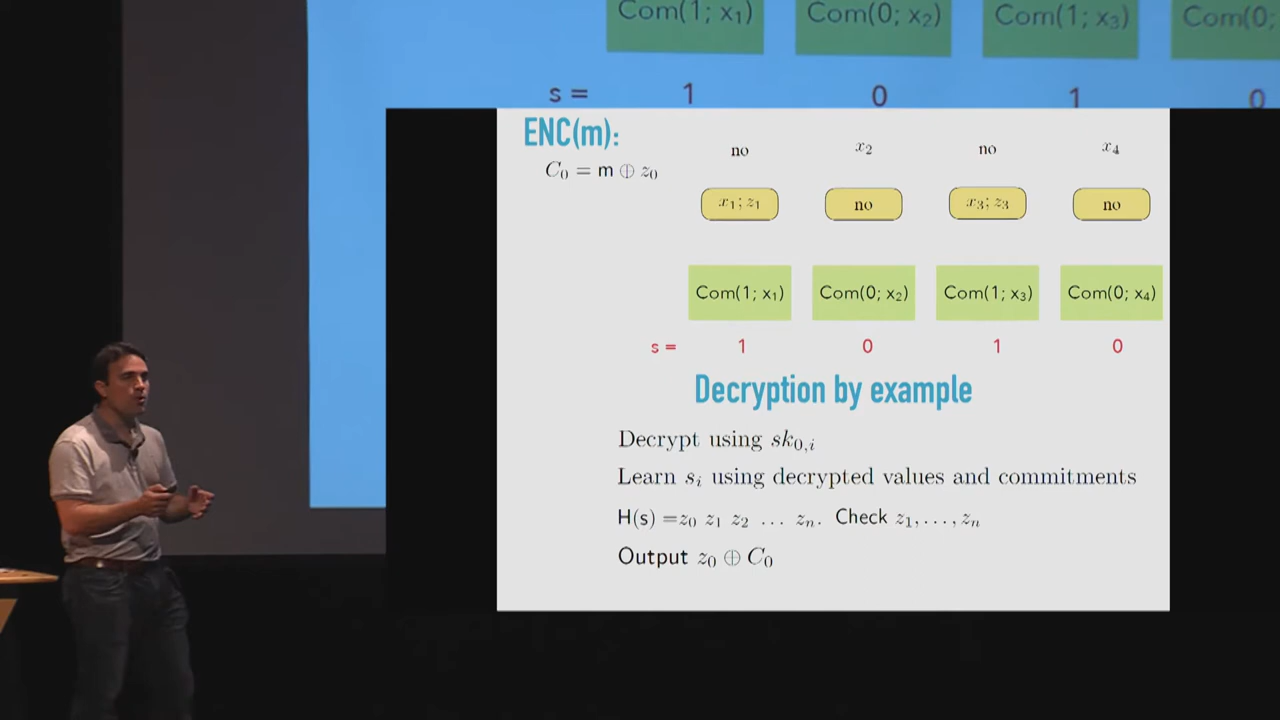 Com(1; x₁) Com(0; x₂) Com(1; x₃) Com(0;
s = 1 0 1 0
ENC(m):
no x₂ no x₄
C₀ = m ⊕ z₀
x₁; z₁ no x₃; z₃ no
Com(1; x₁) Com(0; x₂) Com(1; x₃) Com(0; x₄)
s = 1 0 1 0
Decryption by example
Decrypt using sk₀,ᵢ
Learn sᵢ using decrypted values and commitments
H(s) =z₀ z₁ z₂ … zₙ. Check z₁, … , zₙ
Output z₀ ⊕ C₀